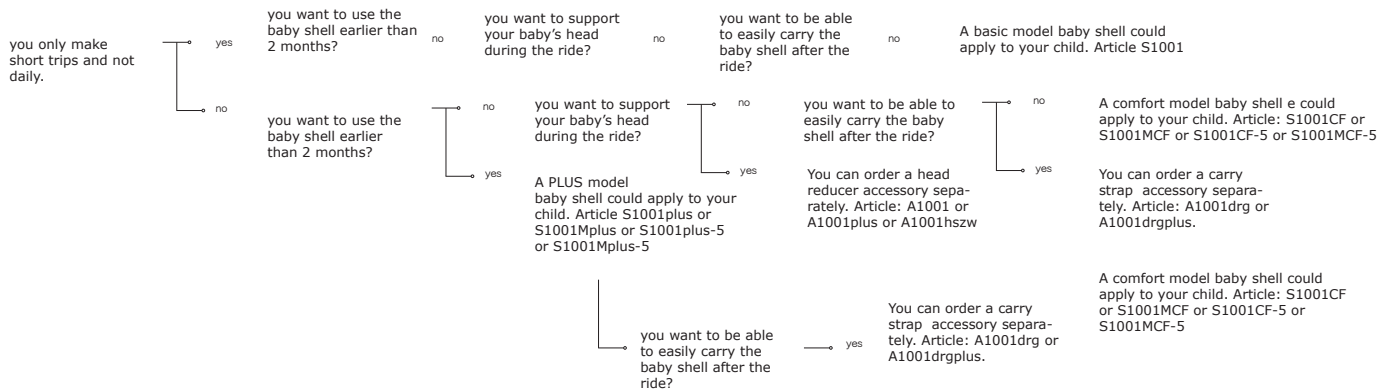 you only make
short trips and not
daily.
yes
you want to use the
baby shell earlier than
2 months?
no
you want to support
your baby's head
during the ride?
no
you want to be able
to easily carry the
baby shell after the
ride?
no
A basic model baby shell could
apply to your child. Article S1001
no
you want to use the
baby shell earlier
than 2 months?
no
you want to support
your baby's head
during the ride?
no
you want to be able to
easily carry the baby
shell after the ride?
no
A comfort model baby shell e could
apply to your child. Article: S1001CF or
S1001MCF or S1001CF-5 or S1001MCF-5
yes
A PLUS model
baby shell could apply to your
child. Article S1001plus or
S1001Mplus or S1001plus-5
or S1001Mplus-5
yes
You can order a head
reducer accessory sepa-
rately. Article: A1001 or
A1001plus or A1001hszw
yes
You can order a carry
strap  accessory separa-
tely. Article: A1001drg or
A1001drgplus.
A comfort model baby shell could
apply to your child. Article: S1001CF
or S1001MCF or S1001CF-5 or
S1001MCF-5
you want to be able
to easily carry the
baby shell after the
ride?
yes
You can order a carry
strap  accessory separa-
tely. Article: A1001drg or
A1001drgplus.